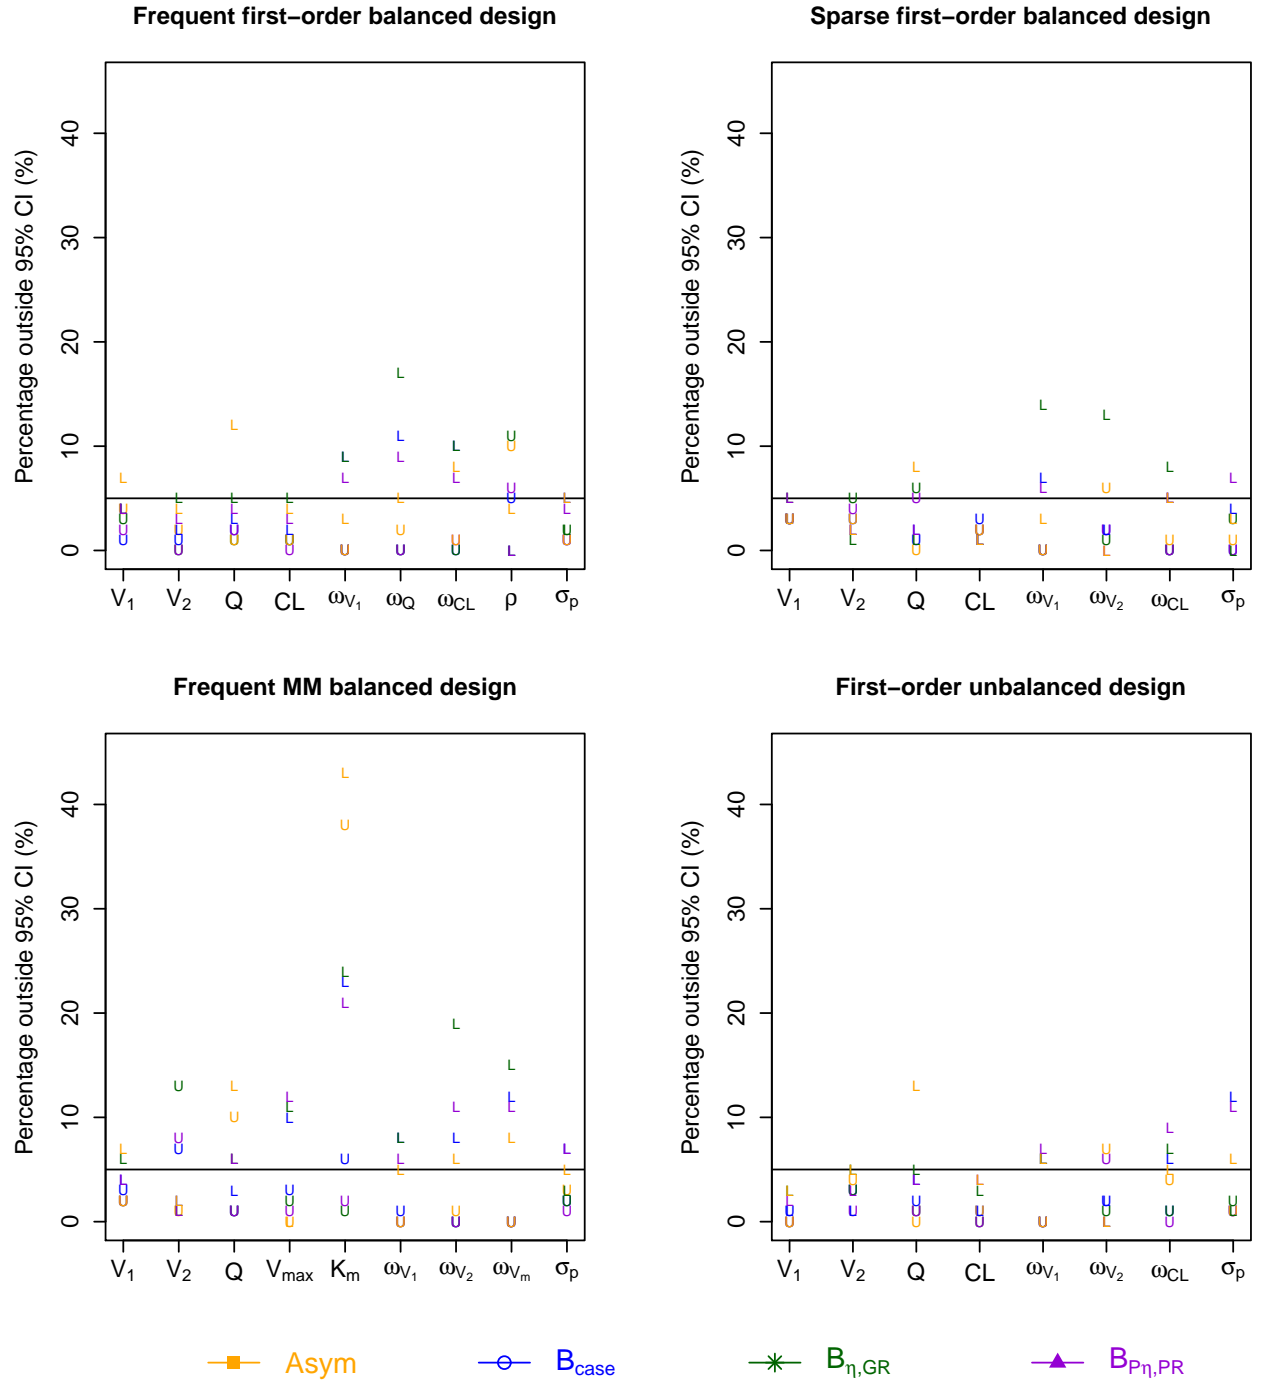 Frequent first−order balanced design
Percentage outside 95% CI (%)
0 10 20 30 40
V1 V2 Q CL ωV1 ωQ ωCL ρ σp
Sparse first−order balanced design
Percentage outside 95% CI (%)
0 10 20 30 40
V1 V2 Q CL ωV1 ωV2 ωCL σp
Frequent MM balanced design
Percentage outside 95% CI (%)
0 10 20 30 40
V1 V2 Q Vmax Km ωV1 ωV2 ωVm σp
First−order unbalanced design
Percentage outside 95% CI (%)
0 10 20 30 40
V1 V2 Q CL ωV1 ωV2 ωCL σp
Asym Bcase Bη,GR BPη,PR